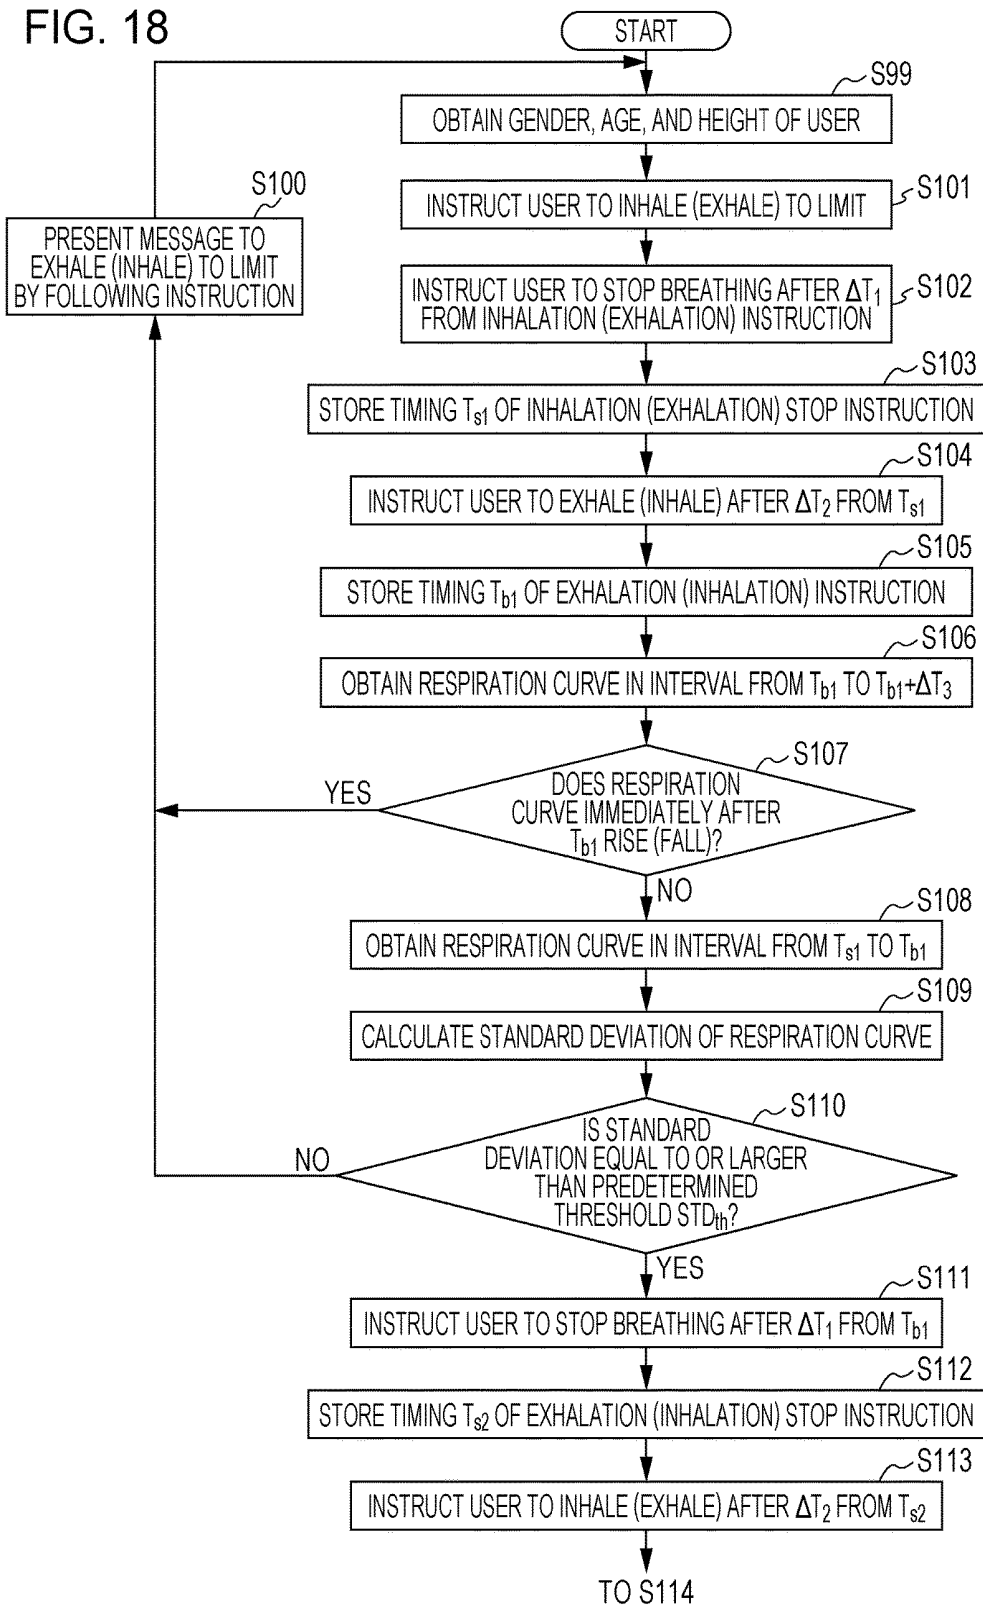 FIG. 18
START
S99
OBTAIN GENDER, AGE, AND HEIGHT OF USER
S100
PRESENT MESSAGE TO
EXHALE (INHALE) TO LIMIT
BY FOLLOWING INSTRUCTION
S101
INSTRUCT USER TO INHALE (EXHALE) TO LIMIT
S102
INSTRUCT USER TO STOP BREATHING AFTER ΔT1
FROM INHALATION (EXHALATION) INSTRUCTION
S103
STORE TIMING Ts1 OF INHALATION (EXHALATION) STOP INSTRUCTION
S104
INSTRUCT USER TO EXHALE (INHALE) AFTER ΔT2 FROM Ts1
S105
STORE TIMING Tb1 OF EXHALATION (INHALATION) INSTRUCTION
S106
OBTAIN RESPIRATION CURVE IN INTERVAL FROM Tb1 TO Tb1+ΔT3
S107
DOES RESPIRATION
CURVE IMMEDIATELY AFTER
Tb1 RISE (FALL)?
YES
NO
S108
OBTAIN RESPIRATION CURVE IN INTERVAL FROM Ts1 TO Tb1
S109
CALCULATE STANDARD DEVIATION OF RESPIRATION CURVE
S110
IS STANDARD
DEVIATION EQUAL TO OR LARGER
THAN PREDETERMINED
THRESHOLD STDth?
NO
YES
S111
INSTRUCT USER TO STOP BREATHING AFTER ΔT1 FROM Tb1
S112
STORE TIMING Ts2 OF EXHALATION (INHALATION) STOP INSTRUCTION
S113
INSTRUCT USER TO INHALE (EXHALE) AFTER ΔT2 FROM Ts2
TO S114